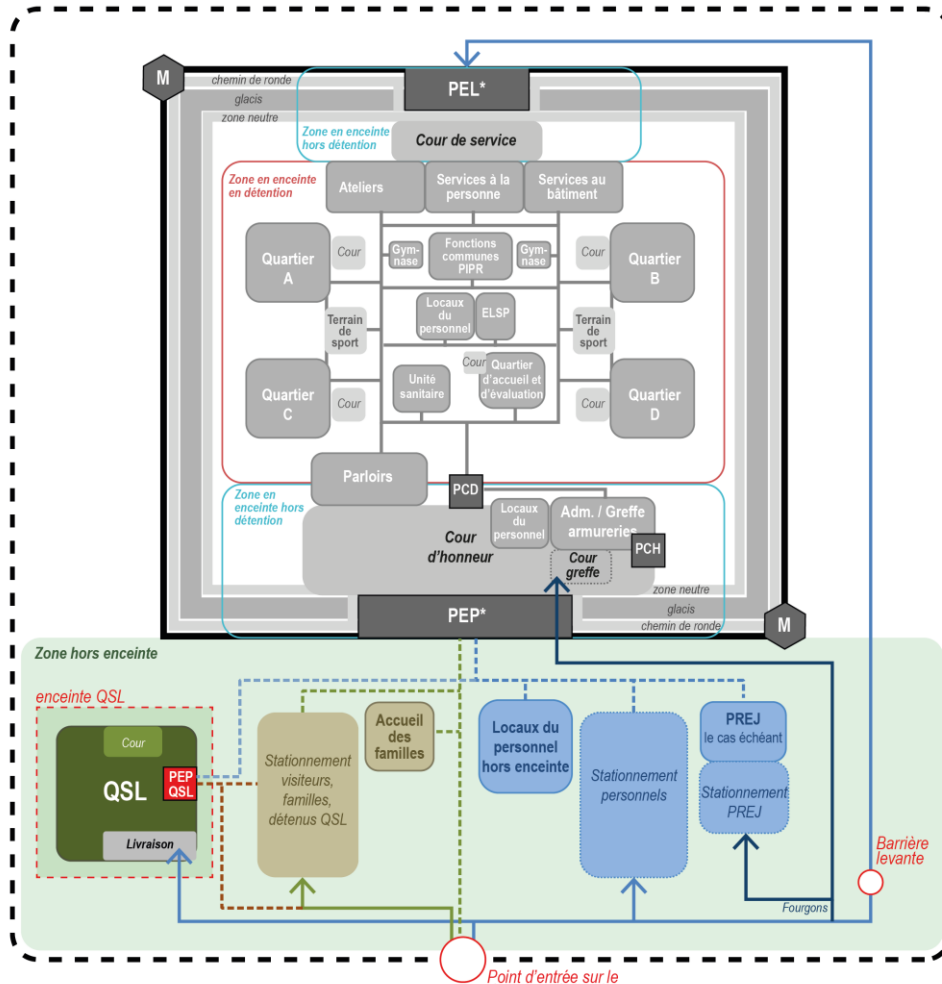 M
chemin de ronde
glacis
zone neutre
PEL*
Zone en enceinte
hors détention
Cour de service
Zone en enceinte
en détention
Ateliers
Services à la
personne
Services au
bâtiment
Quartier
A
Cour
Gym-
nase
Fonctions
communes
PIPR
Gym-
nase
Cour
Quartier
B
Terrain
de
sport
Locaux
du
personnel
ELSP
Terrain
de
sport
Quartier
C
Cour
Unité
sanitaire
Cour
Quartier
d'accueil et
d'évaluation
Cour
Quartier
D
Parloirs
PCD
Zone en
enceinte hors
détention
Cour
d'honneur
Locaux
du
personnel
Adm. / Greffe
armureries
PCH
Cour
greffe
zone neutre
glacis
chemin de ronde
PEP*
M
Zone hors enceinte
enceinte QSL
Cour
QSL
PEP
QSL
Livraison
Stationnement
visiteurs,
familles,
détenus QSL
Accueil
des
familles
Locaux du
personnel
hors enceinte
Stationnement
personnels
PREJ
le cas échéant
Stationnement
PREJ
Barrière
levante
Fourgons
Point d'entrée sur le